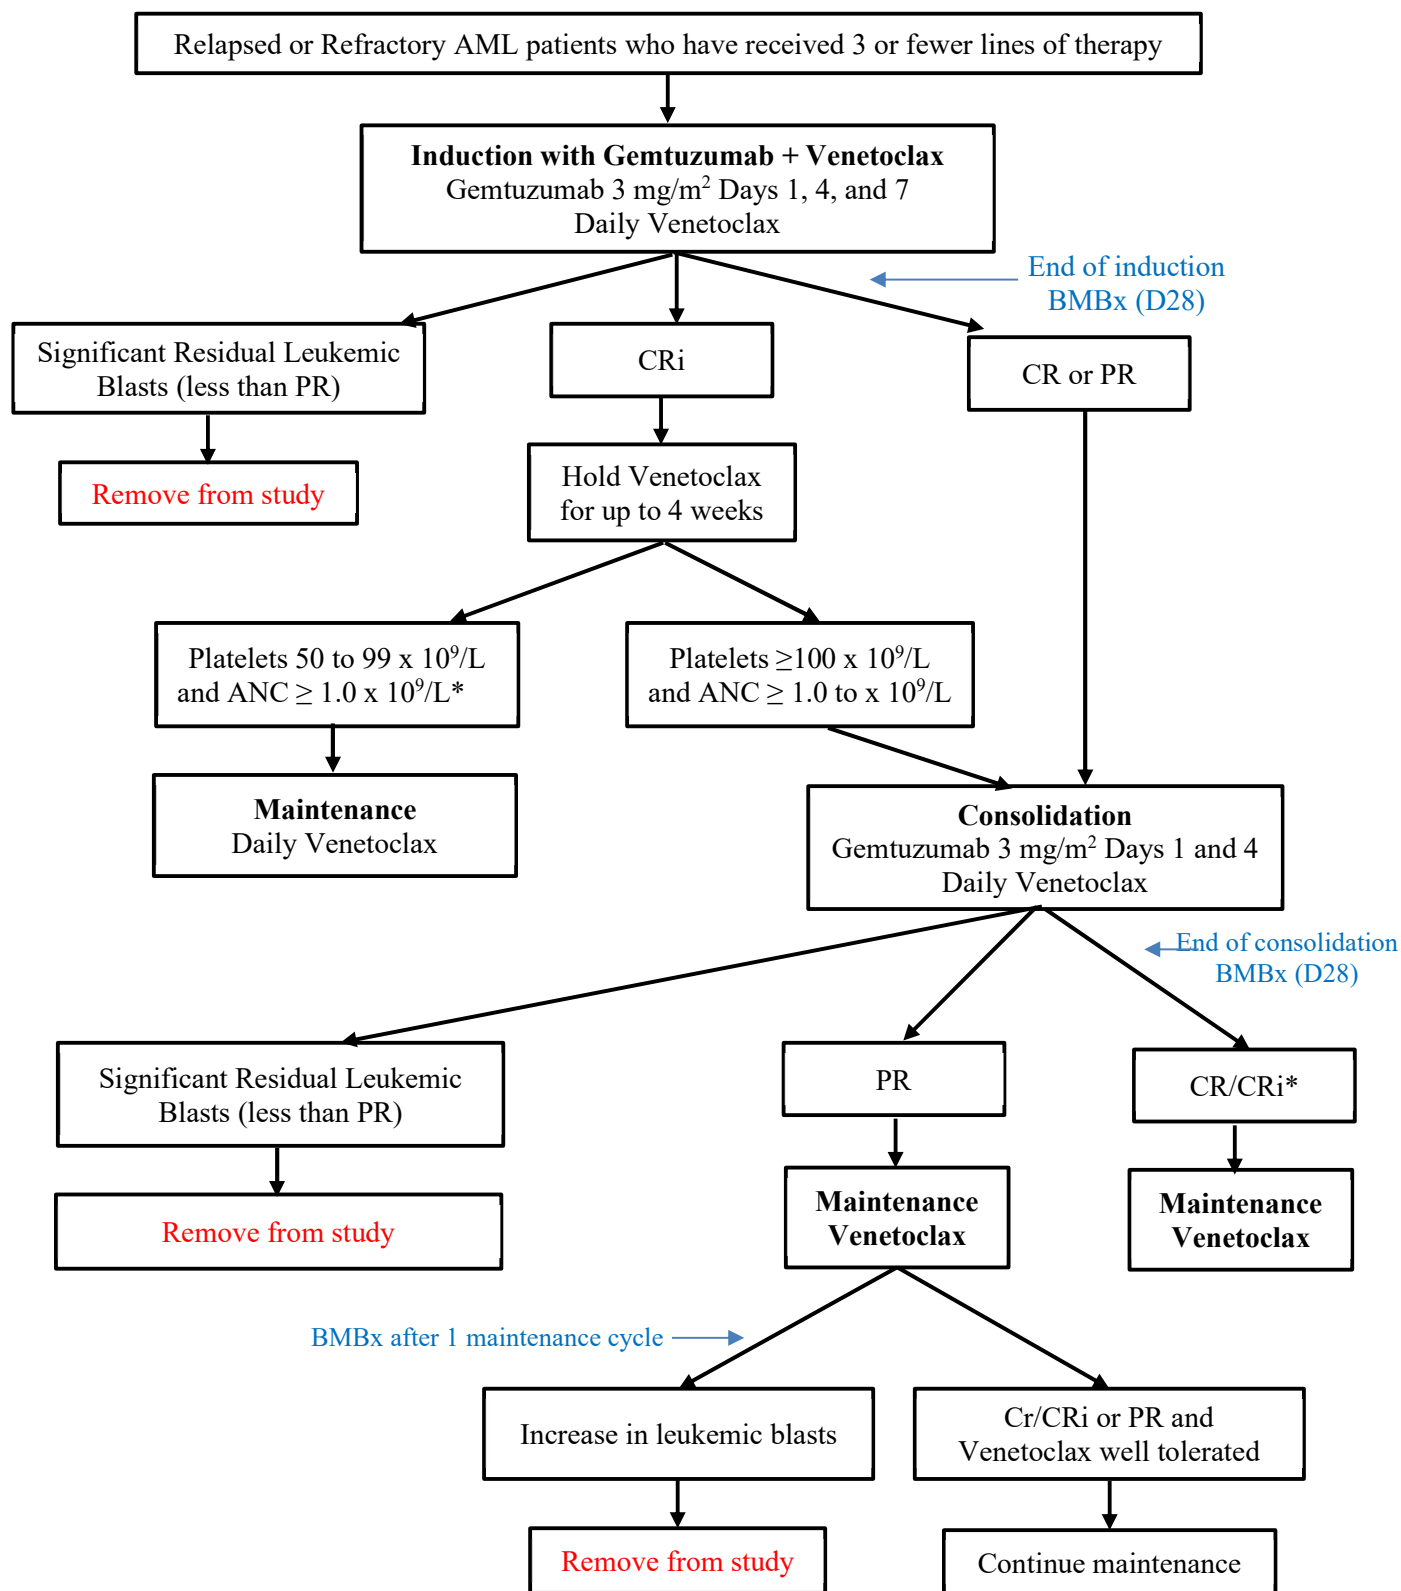 Relapsed or Refractory AML patients who have received 3 or fewer lines of therapy
Induction with Gemtuzumab + Venetoclax
Gemtuzumab 3 mg/m² Days 1, 4, and 7
Daily Venetoclax
End of induction
BMBx (D28)
Significant Residual Leukemic
Blasts (less than PR)
CRi
CR or PR
Remove from study
Hold Venetoclax
for up to 4 weeks
Platelets 50 to 99 x 10⁹/L
and ANC ≥ 1.0 x 10⁹/L*
Platelets ≥100 x 10⁹/L
and ANC ≥ 1.0 to x 10⁹/L
Maintenance
Daily Venetoclax
Consolidation
Gemtuzumab 3 mg/m² Days 1 and 4
Daily Venetoclax
End of consolidation
BMBx (D28)
Significant Residual Leukemic
Blasts (less than PR)
PR
CR/CRi*
Remove from study
Maintenance
Venetoclax
Maintenance
Venetoclax
BMBx after 1 maintenance cycle
Increase in leukemic blasts
Cr/CRi or PR and
Venetoclax well tolerated
Remove from study
Continue maintenance